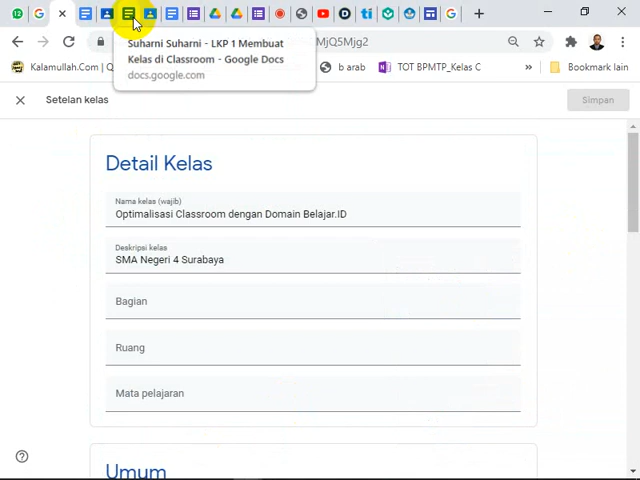 Suharni Suharni - LKP 1 Membuat
Kelas di Classroom - Google Docs
docs.google.com
MjQ5Mjg2
Kalamullah.Com
b arab
TOT BPMTP_Kelas C
»
Bookmark lain
Setelan kelas
Simpan
Detail Kelas
Nama kelas (wajib)
Optimalisasi Classroom dengan Domain Belajar.ID
Deskripsi kelas
SMA Negeri 4 Surabaya
Bagian
Ruang
Mata pelajaran
Umum